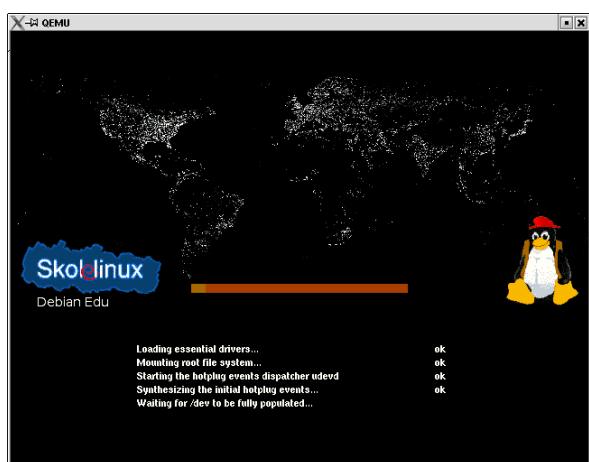 QEMU
Skolelinux
Debian Edu
Loading essential drivers... ok
Mounting root file system... ok
Starting the hotplug events dispatcher udevd ok
Synthesizing the initial hotplug events... ok
Waiting for /dev to be fully populated...